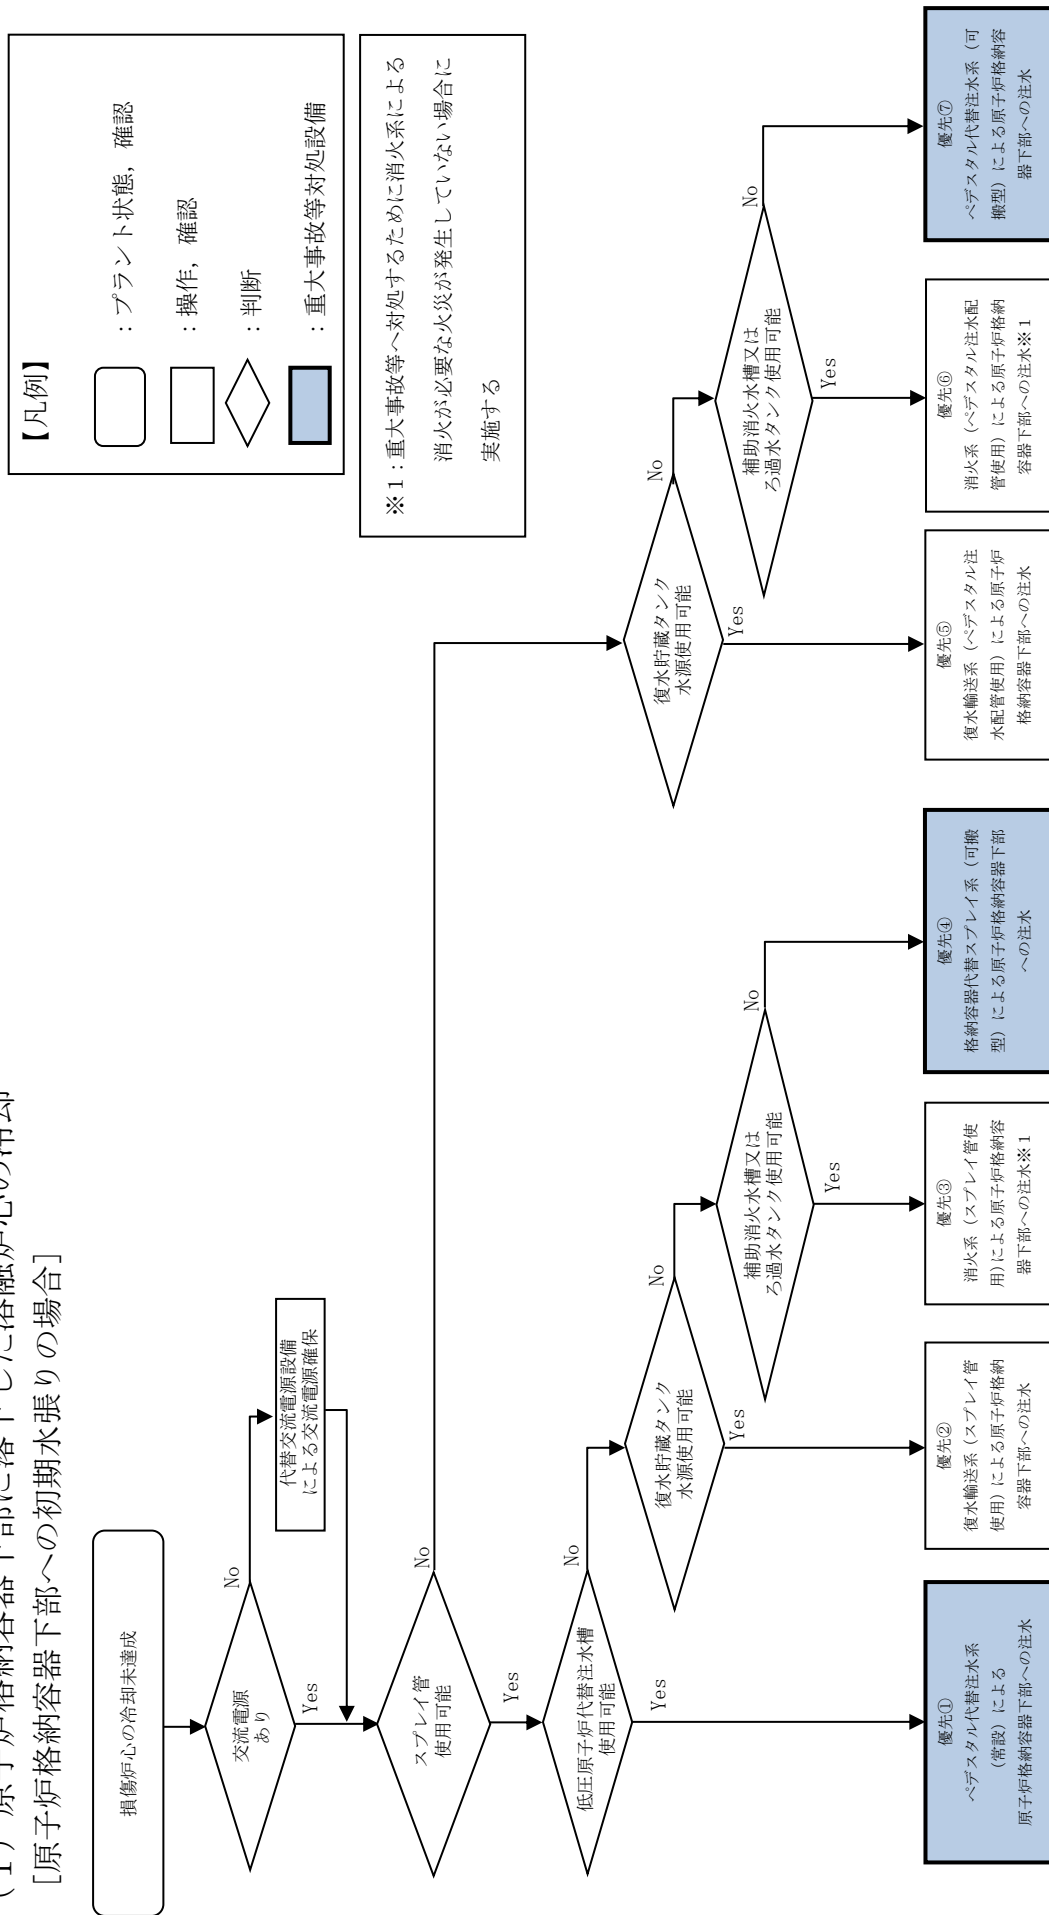 (１) 原子炉格納容器下部に落下した溶融炉心の冷却
[原子炉格納容器下部への初期水張りの場合]
【凡例】
：プラント状態，確認
：操作，確認
：判断
：重大事故等対処設備
※１：重大事故等へ対処するために消火系による
消火が必要な火災が発生していない場合に
実施する
損傷炉心の冷却未達成
交流電源
あり
No
Yes
代替交流電源設備
による交流電源確保
スプレイ管
使用可能
No
Yes
低圧原子炉代替注水槽
使用可能
No
Yes
復水貯蔵タンク
水源使用可能
No
Yes
補助消火水槽又は
ろ過水タンク使用可能
No
Yes
復水貯蔵タンク
水源使用可能
No
Yes
補助消火水槽又は
ろ過水タンク使用可能
No
Yes
優先①
ペデスタル代替注水系
（常設）による
原子炉格納容器下部への注水
優先②
復水輸送系（スプレイ管
使用）による原子炉格納
容器下部への注水
優先③
消火系（スプレイ管使
用）による原子炉格納容
器下部への注水※１
優先④
格納容器代替スプレイ系（可搬
型）による原子炉格納容器下部
への注水
優先⑤
復水輸送系（ペデスタル注
水配管使用）による原子炉
格納容器下部への注水
優先⑥
消火系（ペデスタル注水配
管使用）による原子炉格納
容器下部への注水※１
優先⑦
ペデスタル代替注水系（可
搬型）による原子炉格納容
器下部への注水